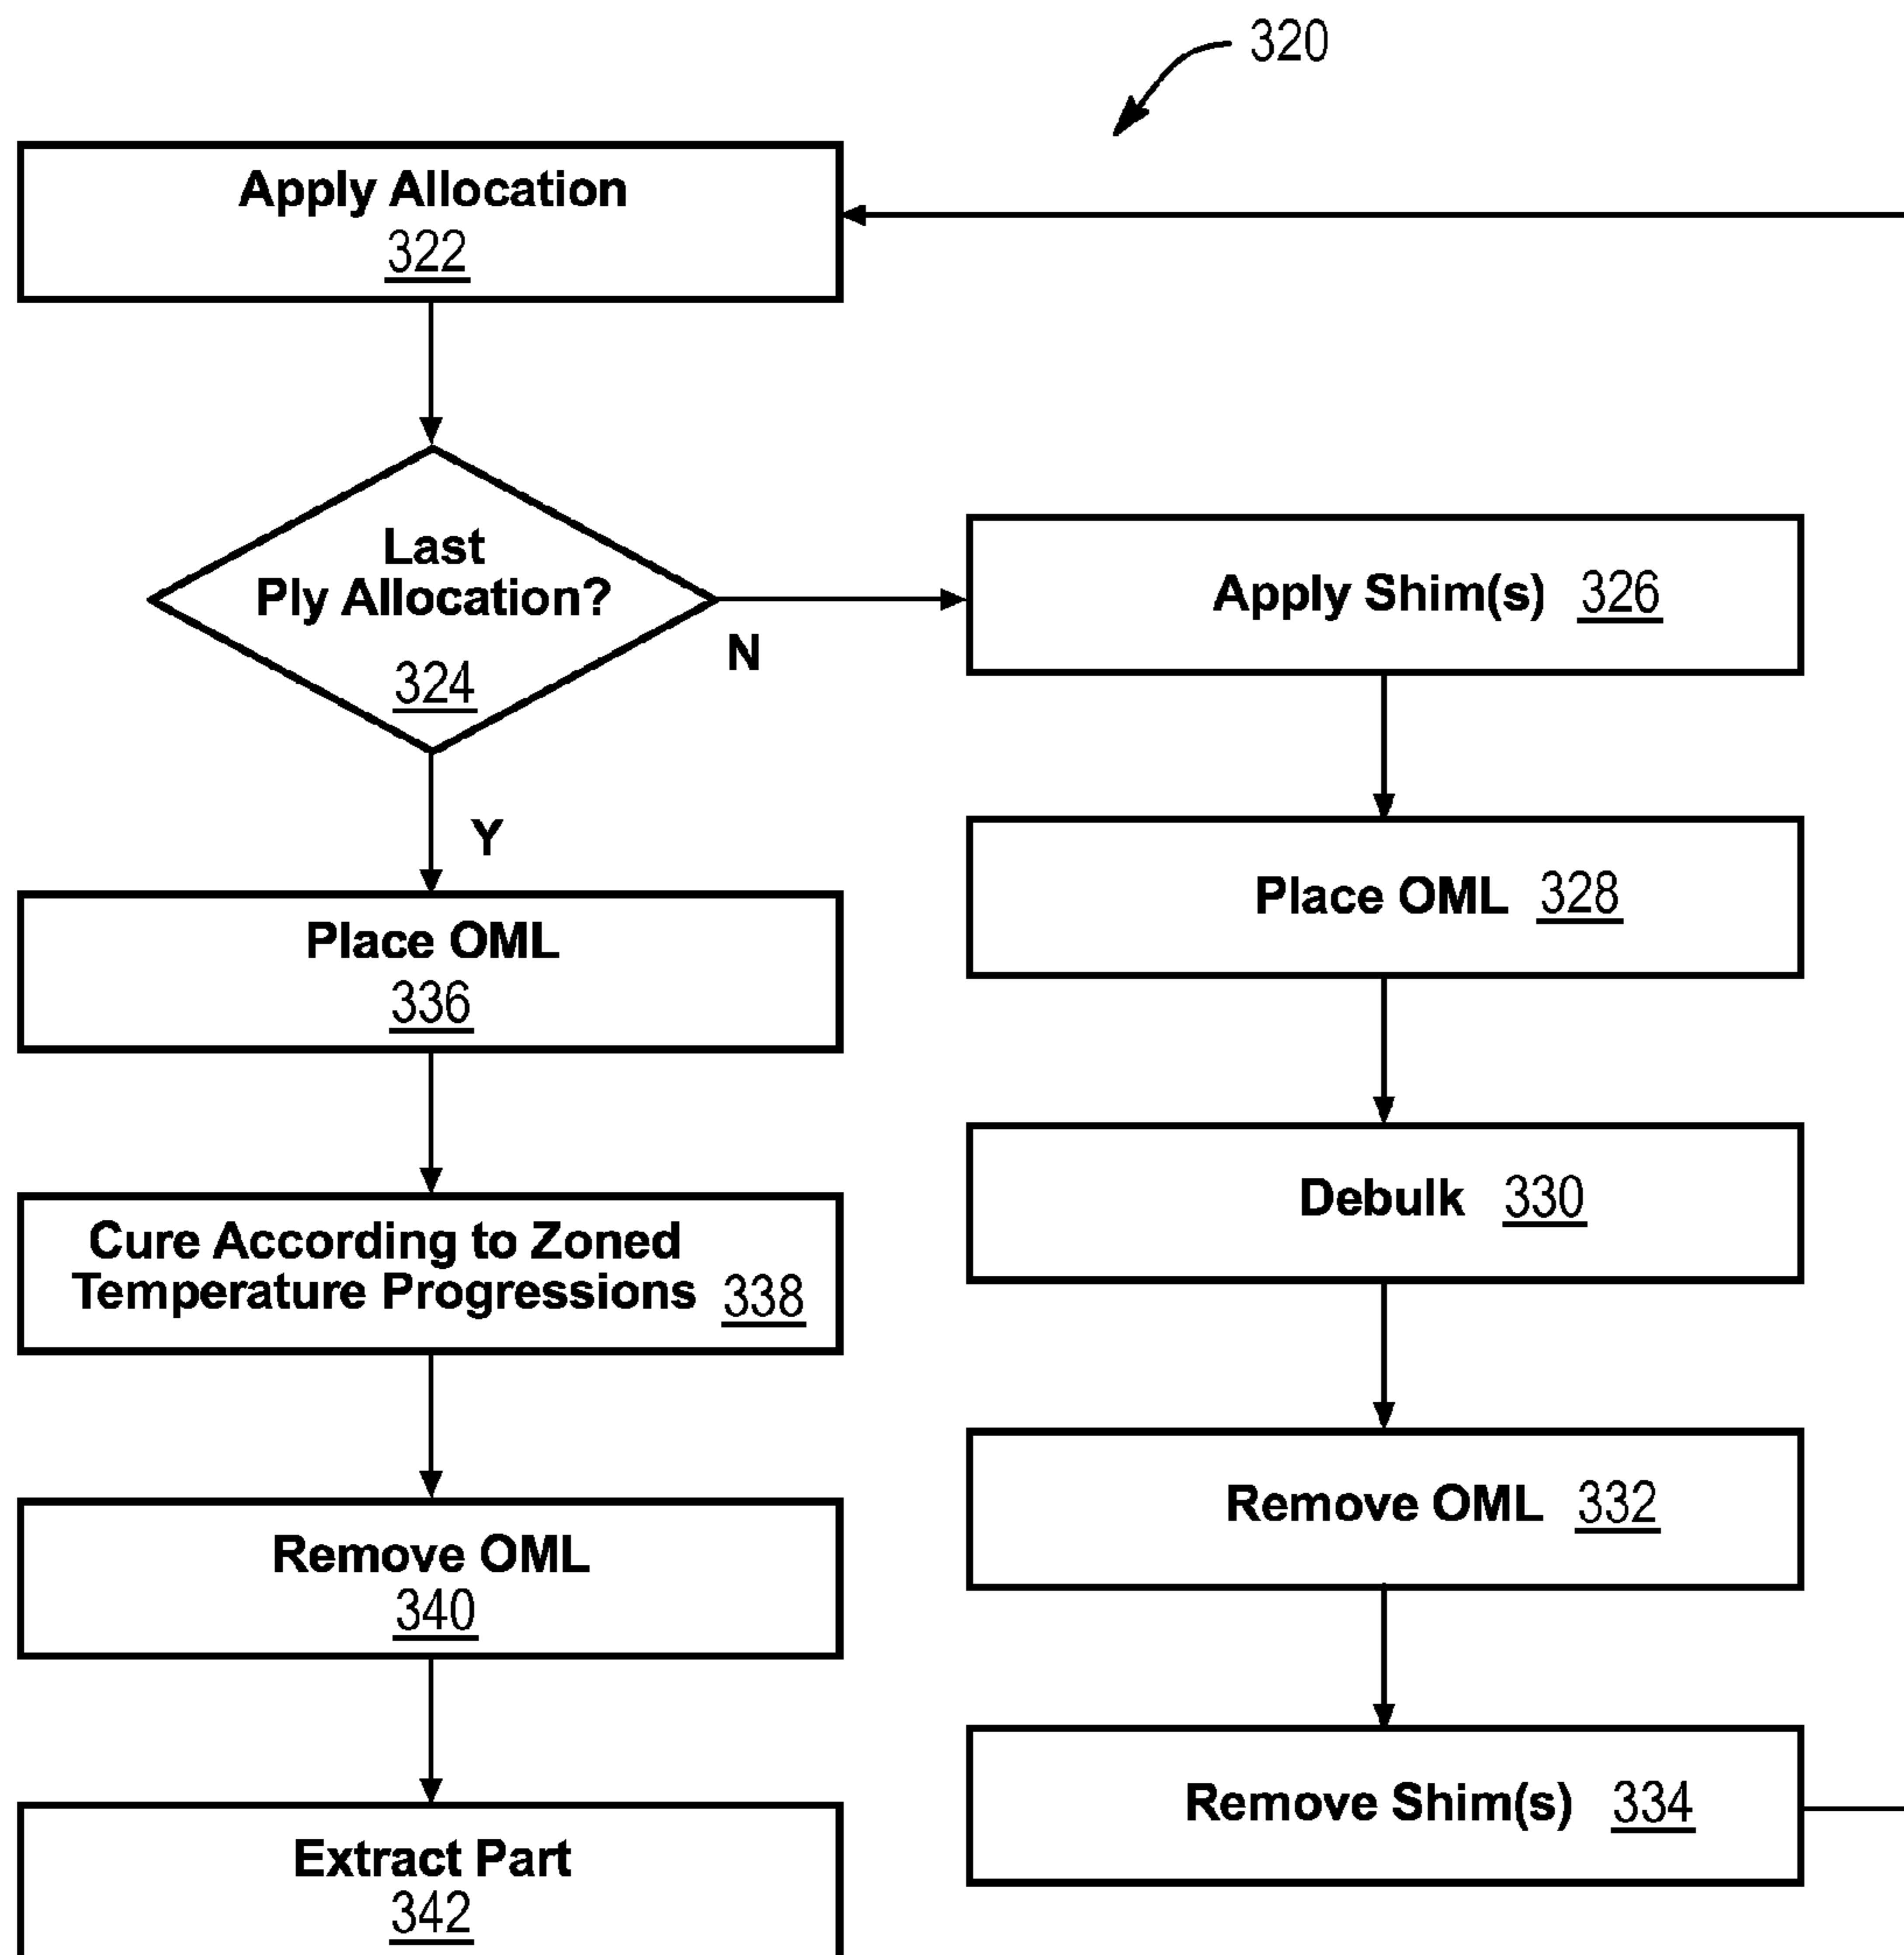 320
Apply Allocation
322
Last
Ply Allocation?
324
N
Y
Apply Shim(s) 326
Place OML 328
Debulk 330
Remove OML 332
Remove Shim(s) 334
Place OML
336
Cure According to Zoned
Temperature Progressions 338
Remove OML
340
Extract Part
342